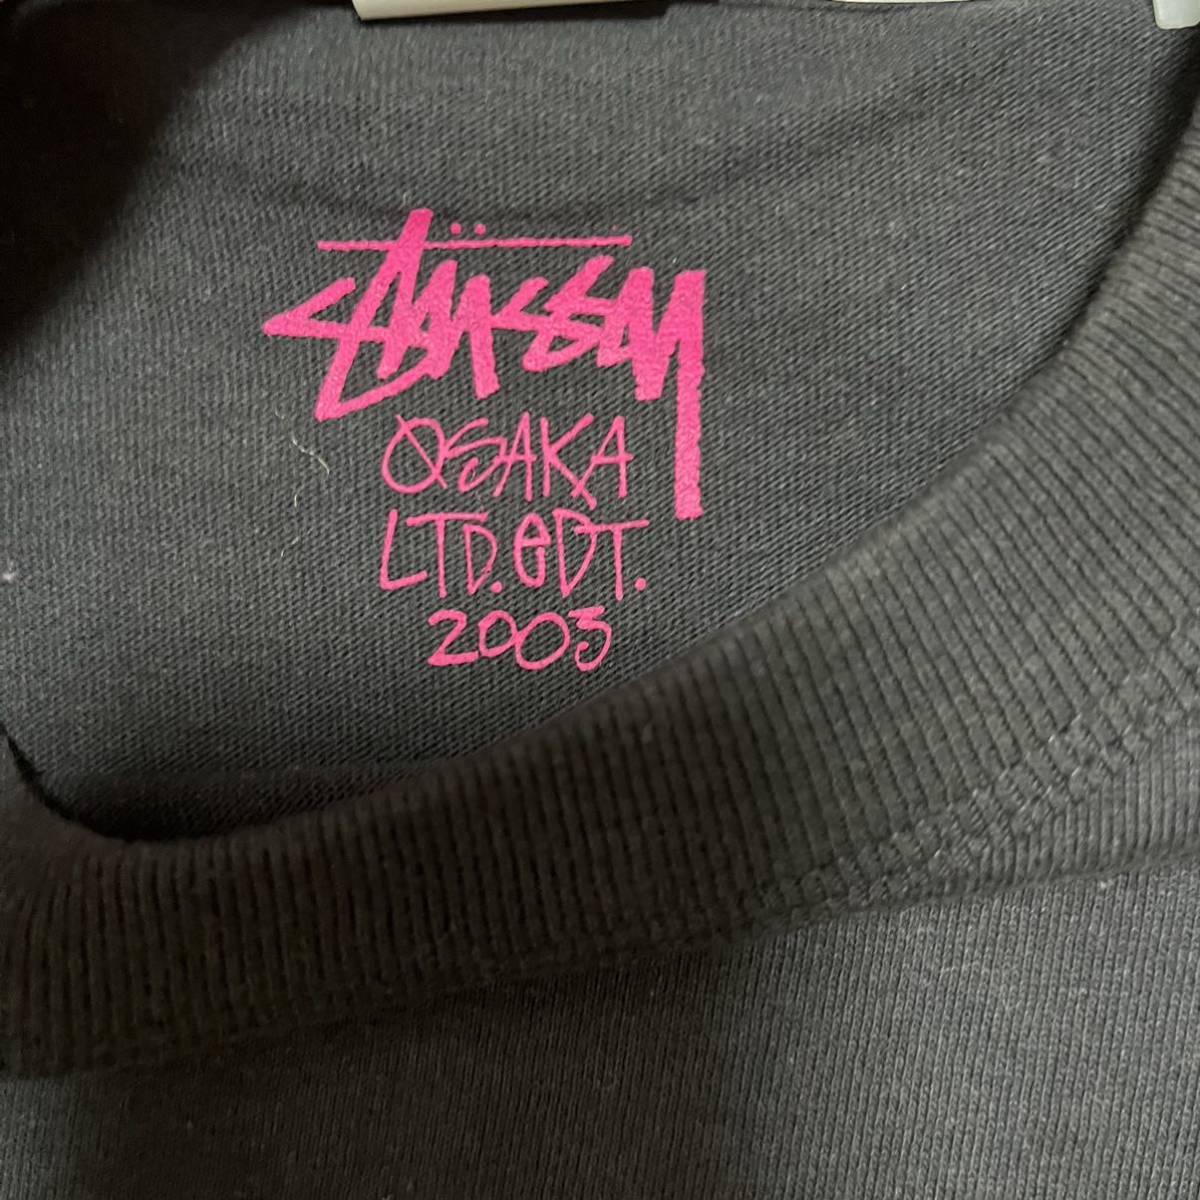 STÜSSY
OSAKA
LTD. eDT.
2003